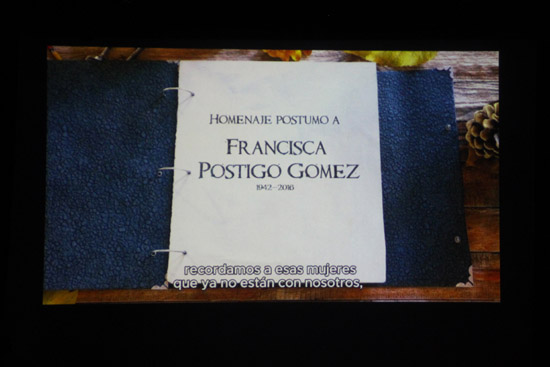 HOMENAJE POSTUMO A
FRANCISCA
POSTIGO GOMEZ
1942-2016
recordamos a esas mujeres
que ya no están con nosotros,